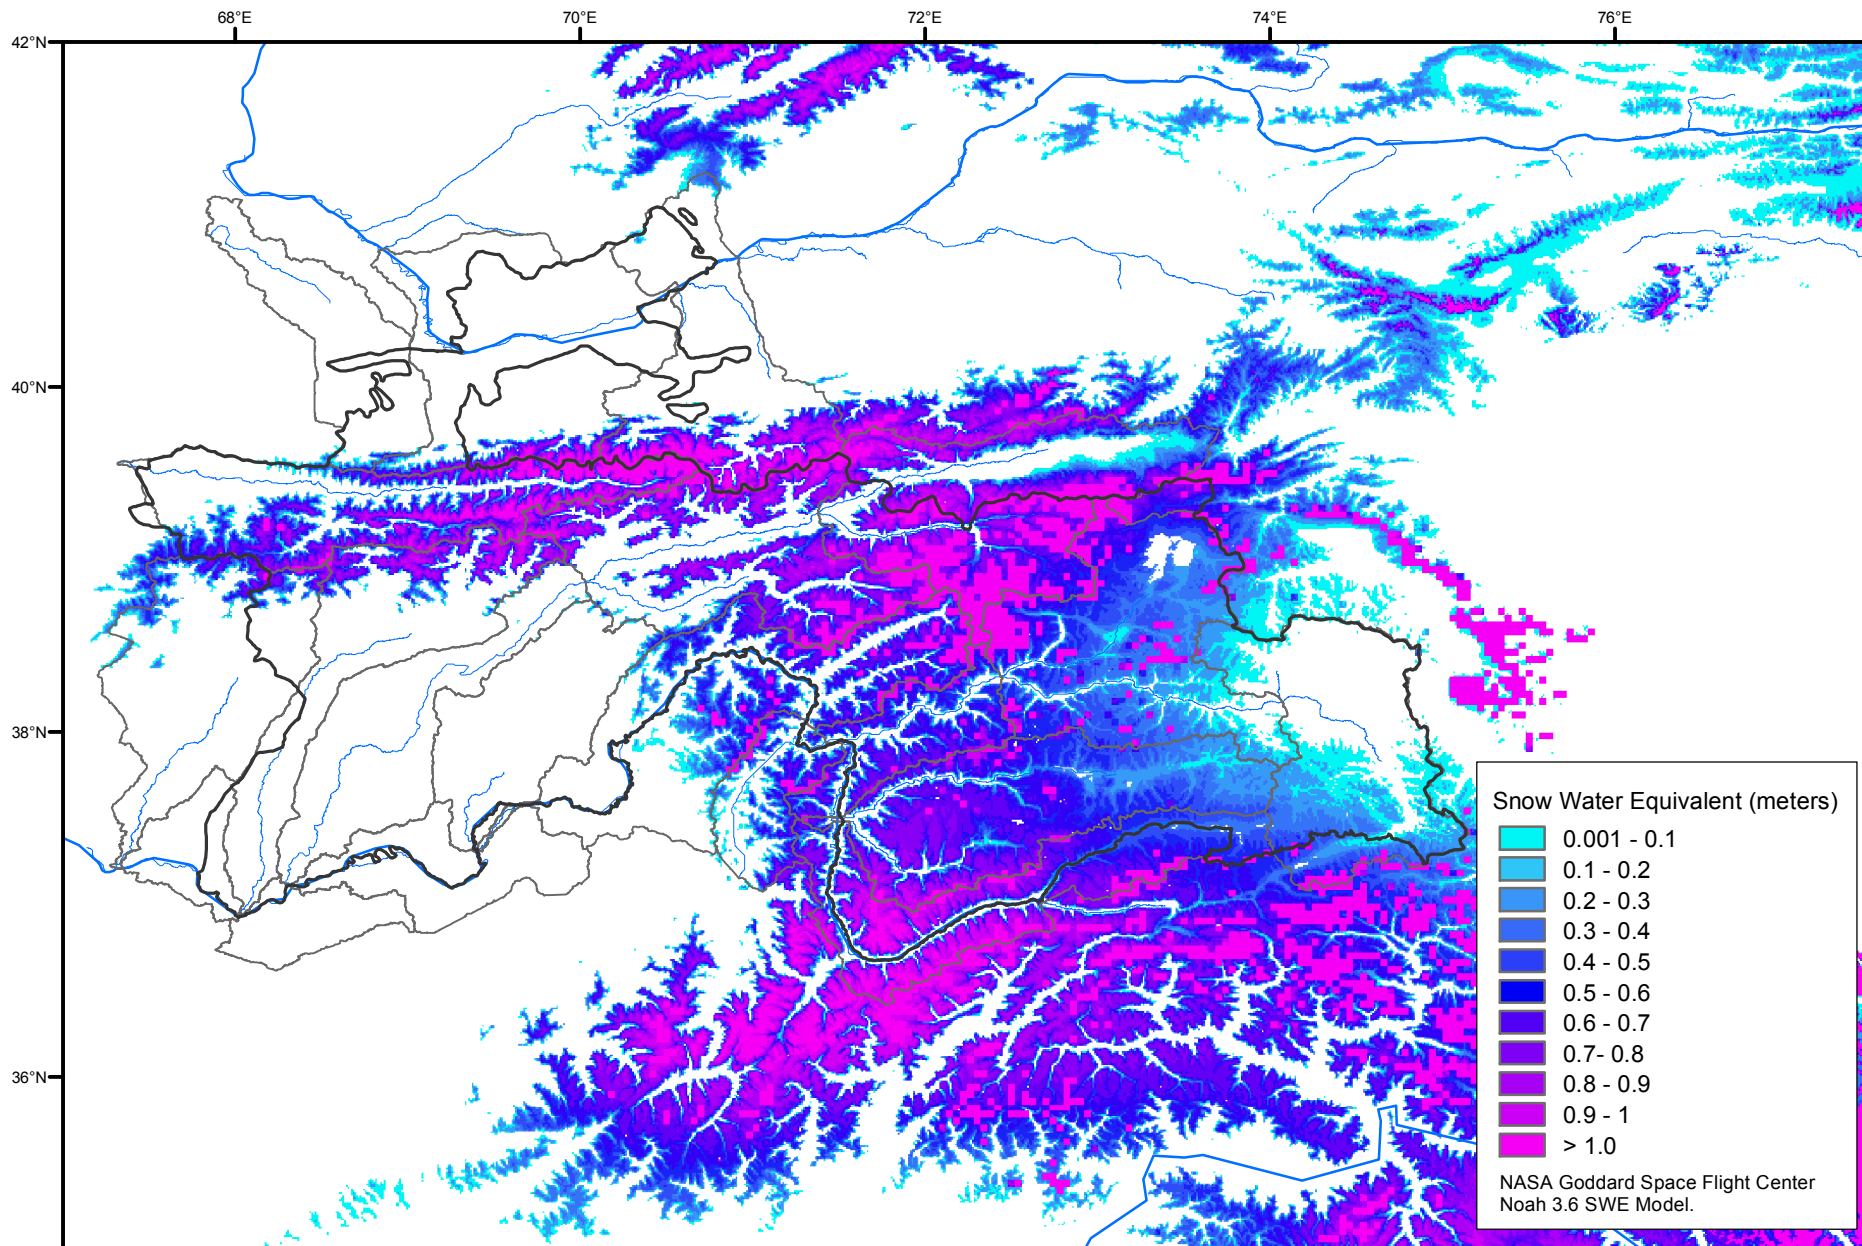 68°E 70°E 72°E 74°E 76°E
42°N
40°N
38°N
36°N
Snow Water Equivalent (meters)
0.001 - 0.1
0.1 - 0.2
0.2 - 0.3
0.3 - 0.4
0.4 - 0.5
0.5 - 0.6
0.6 - 0.7
0.7- 0.8
0.8 - 0.9
0.9 - 1
> 1.0
NASA Goddard Space Flight Center
Noah 3.6 SWE Model.